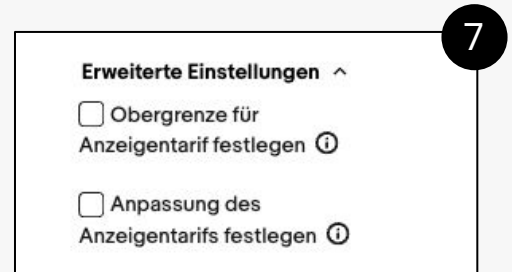 7
Erweiterte Einstellungen
Obergrenze für
Anzeigentarif festlegen
Anpassung des
Anzeigentarifs festlegen